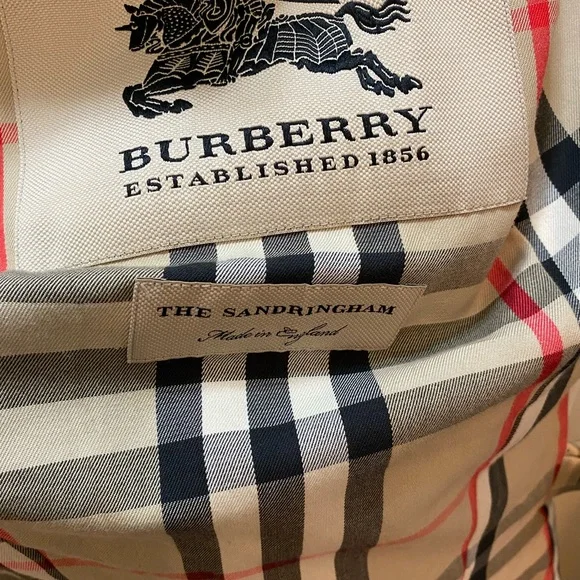 BURBERRY
ESTABLISHED 1856
THE SANDRINGHAM
Made in England